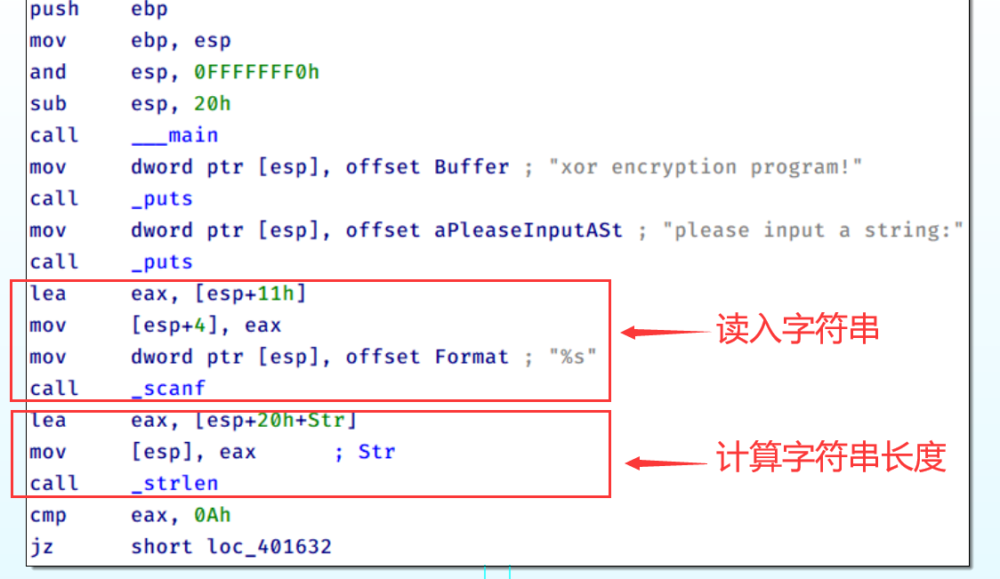 push ebp
mov ebp, esp
and esp, 0FFFFFFF0h
sub esp, 20h
call ___main
mov dword ptr [esp], offset Buffer ; "xor encryption program!"
call _puts
mov dword ptr [esp], offset aPleaseInputASt ; "please input a string:"
call _puts
lea eax, [esp+11h]
mov [esp+4], eax
读入字符串
mov dword ptr [esp], offset Format ; "%s"
call _scanf
lea eax, [esp+20h+Str]
mov [esp], eax ; Str
计算字符串长度
call _strlen
cmp eax, 0Ah
jz short loc_401632